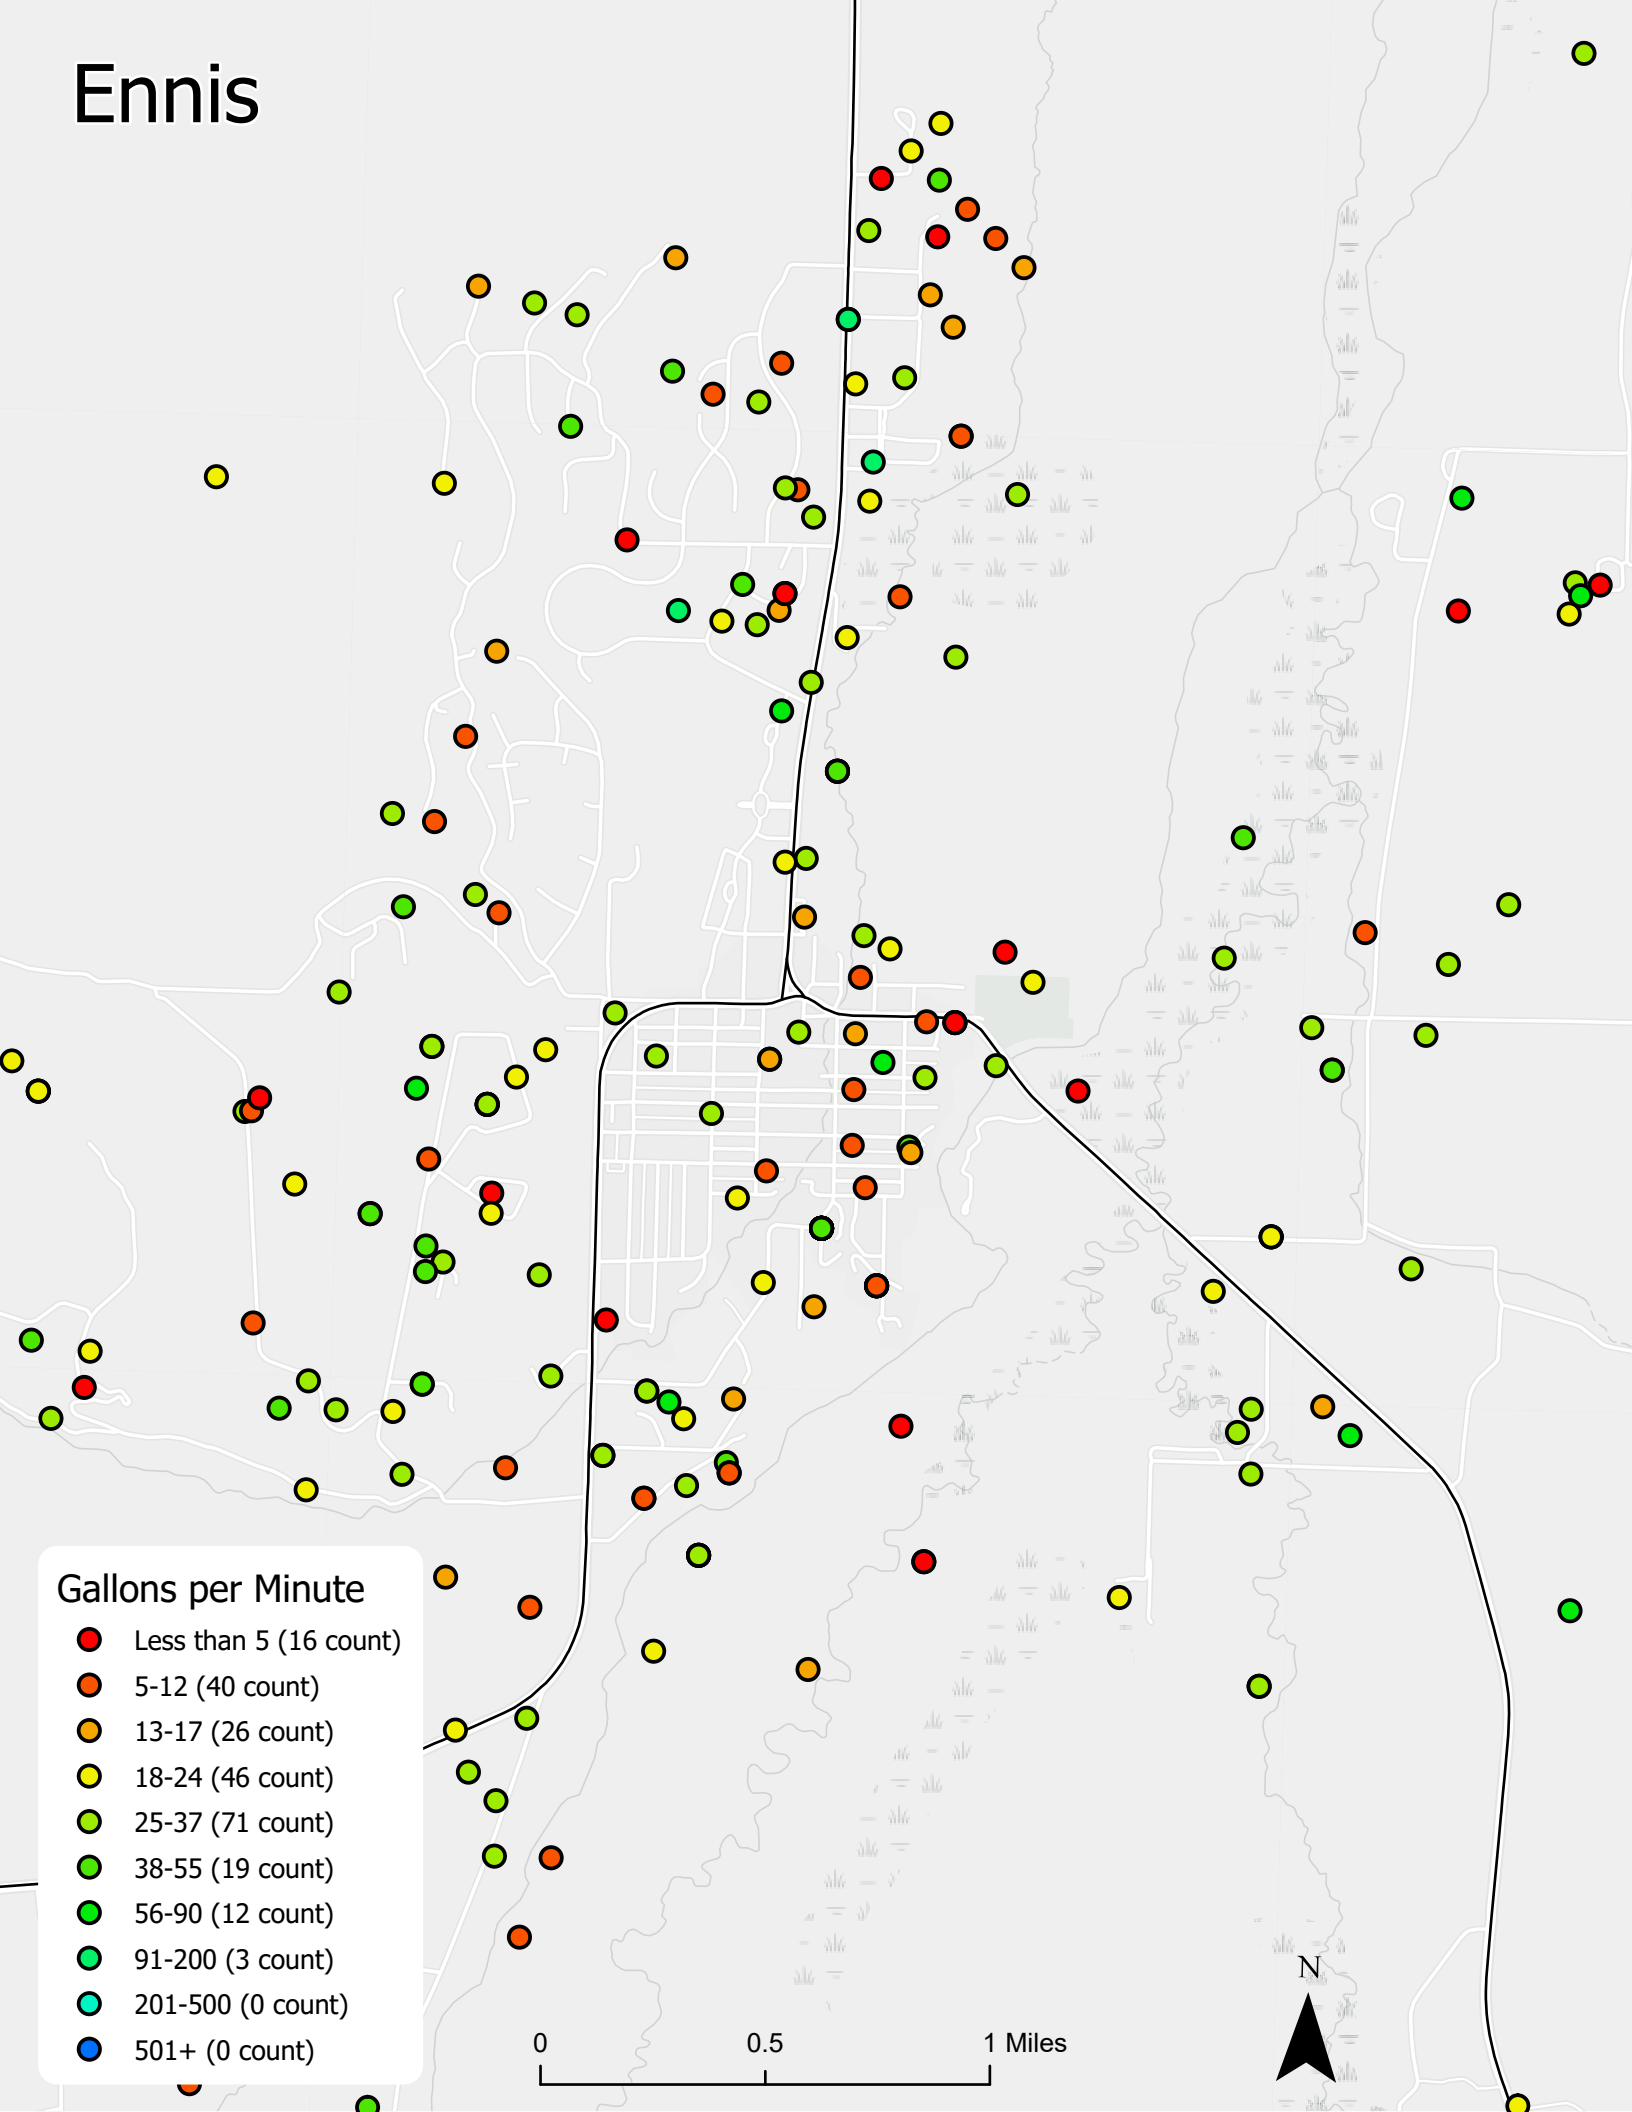 Ennis
Gallons per Minute
Less than 5 (16 count)
5-12 (40 count)
13-17 (26 count)
18-24 (46 count)
25-37 (71 count)
38-55 (19 count)
56-90 (12 count)
91-200 (3 count)
201-500 (0 count)
501+ (0 count)
N
0 0.5 1 Miles